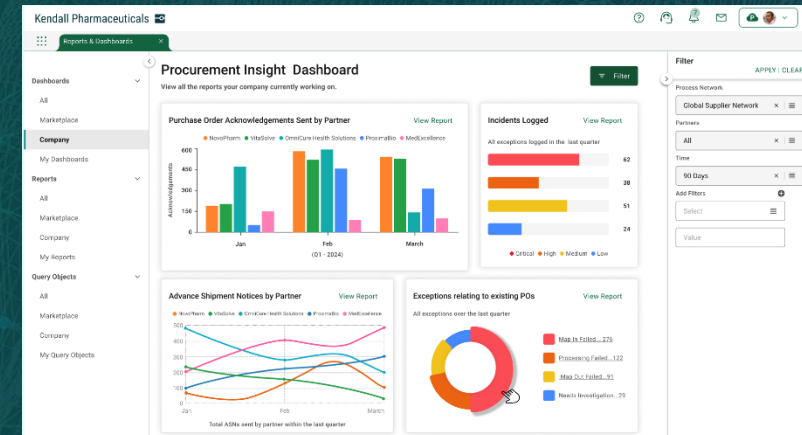 Kendall Pharmaceuticals
Reports & Dashboards ×
Dashboards
All
Marketplace
Company
My Dashboards
Reports
All
Marketplace
Company
My Reports
Query Objects
All
Marketplace
Company
My Query Objects
Procurement Insight Dashboard
View all the reports your company currently working on.
Filter
Purchase Order Acknowledgements Sent by Partner
View Report
NovoPharm VitaSolve OmniCure Health Solutions ProximaBio MedExcellence
Acknowledgements
600
450
300
150
0
Jan
Feb
March
(Q1 - 2024)
Incidents Logged
View Report
All exceptions logged in the last quarter
62
38
51
24
Critical High Medium Low
Advance Shipment Notices by Partner
View Report
NovoPharm VitaSolve OmniCure Health Solutions ProximaBio MedExcellence
500
400
300
200
100
0
Jan
Feb
March
Total ASNs sent by partner within the last quarter
Exceptions relating to existing POs
View Report
All exceptions over the last quarter
Map In Failed... 276
Processing Failed...122
Map Out Failed...91
Needs Investigation...29
Filter
APPLY | CLEAR
Process Network
Global Supplier Network ×
Partners
All ×
Time
90 Days ×
Add Filters
Select
Value